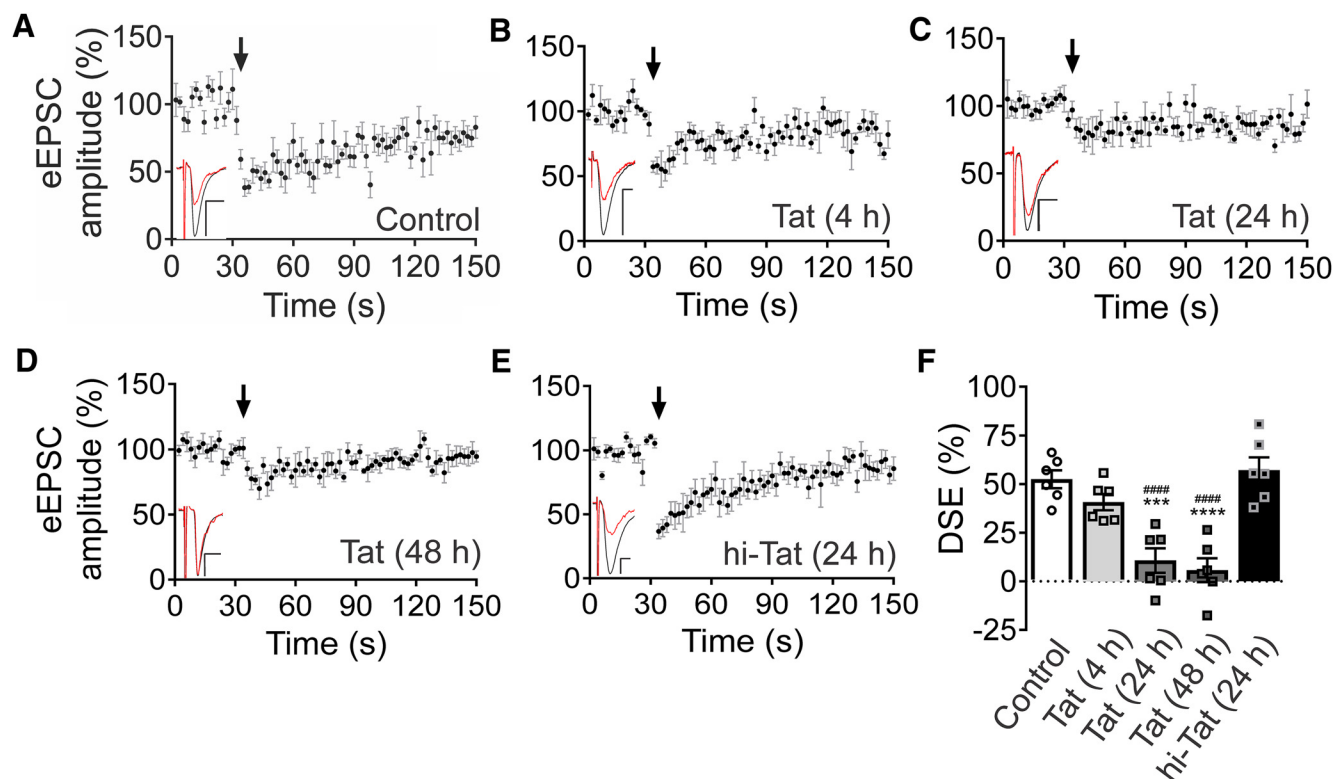 A
eEPSC
amplitude (%)
150
100
50
0
Control
0 30 60 90 120 150
Time (s)
B
150
100
50
0
Tat (4 h)
0 30 60 90 120 150
Time (s)
C
150
100
50
0
Tat (24 h)
0 30 60 90 120 150
Time (s)
D
eEPSC
amplitude (%)
150
100
50
0
Tat (48 h)
0 30 60 90 120 150
Time (s)
E
150
100
50
0
hi-Tat (24 h)
0 30 60 90 120 150
Time (s)
F
DSE (%)
100
75
50
25
0
-25
####
***
####
****
Control
Tat (4 h)
Tat (24 h)
Tat (48 h)
hi-Tat (24 h)